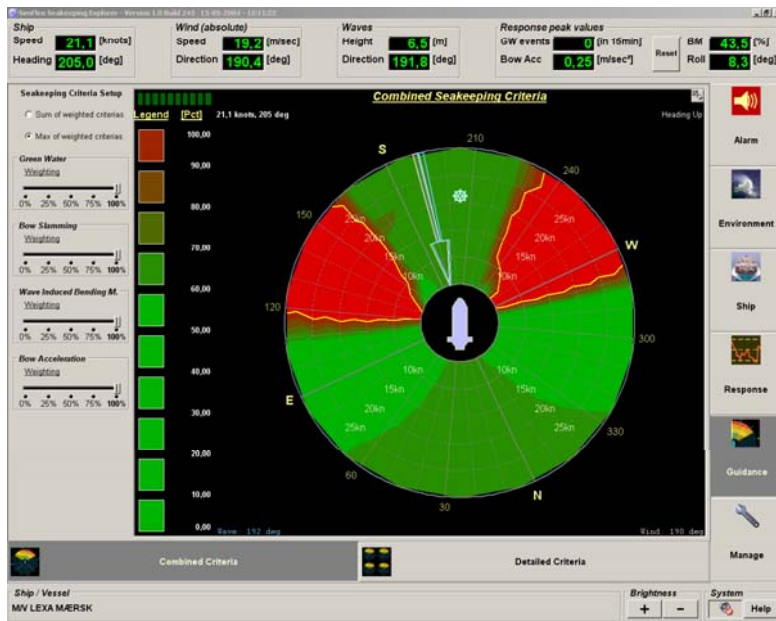 SeaFlex Seakeeping Explorer - Version 1.0 Build 243 13-09-2004 - 12:11:22
Ship
Wind (absolute)
Waves
Response peak values
Speed 21,1 [knots]
Speed 19,2 [m/sec]
Height 6,5 [m]
GW events 0 [in 15min]
Reset
BM 43,5 [%]
Heading 205,0 [deg]
Direction 190,4 [deg]
Direction 191,8 [deg]
Bow Acc 0,25 [m/sec²]
Roll 8,3 [deg]
Seakeeping Criteria Setup
Sum of weighted criterias
Max of weighted criterias
Green Water
Weighting
0% 25% 50% 75% 100%
Bow Slamming
Weighting
0% 25% 50% 75% 100%
Wave Induced Bending M.
Weighting
0% 25% 50% 75% 100%
Bow Acceleration
Weighting
0% 25% 50% 75% 100%
Combined Seakeeping Criteria
Legend [Pct]
21,1 knots, 205 deg
Heading Up
100,00
90,00
80,00
70,00
60,00
50,00
40,00
30,00
20,00
10,00
0,00
210
S
240
150
25kn
25kn
20kn
20kn
W
15kn
15kn
10kn
10kn
120
300
10kn
10kn
15kn
15kn
E
20kn
20kn
25kn
25kn
330
60
N
30
Wave: 192 deg
Wind: 190 deg
Alarm
Environment
Ship
Response
Guidance
Manage
Combined Criteria
Detailed Criteria
Ship / Vessel
M/V LEXA MÆRSK
Brightness
+ -
System
Help